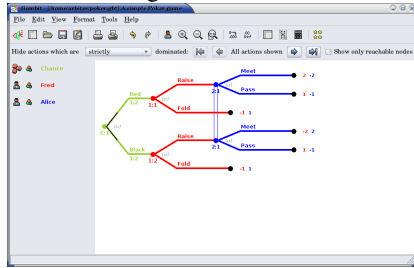 Gambit - [/home/arbiter/poker.gbt] A simple Poker game
File Edit View Format Tools Help
Hide actions which are strictly dominated: All actions shown Show only reachable nodes
Chance
Fred
Alice
Red
1/2
Black
1/2
C:1
1:1
1:2
Raise
Fold
Raise
Fold
2:1
2:1
Meet
Pass
Meet
Pass
2 -2
1 -1
-1 1
-2 2
1 -1
-1 1